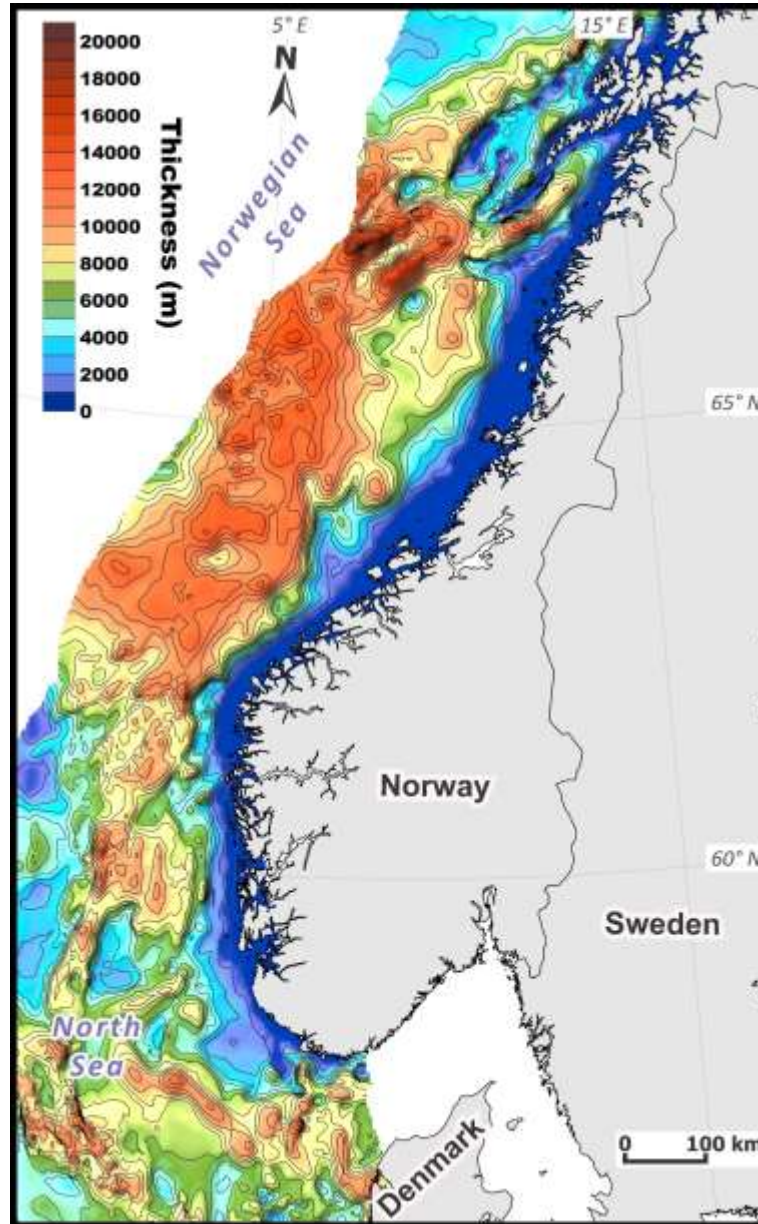 5° E
15° E
N
Norwegian
Sea
20000
18000
16000
14000
12000
10000
8000
6000
4000
2000
0
Thickness (m)
65° N
Norway
60° N
Sweden
North
Sea
Denmark
0 100 km